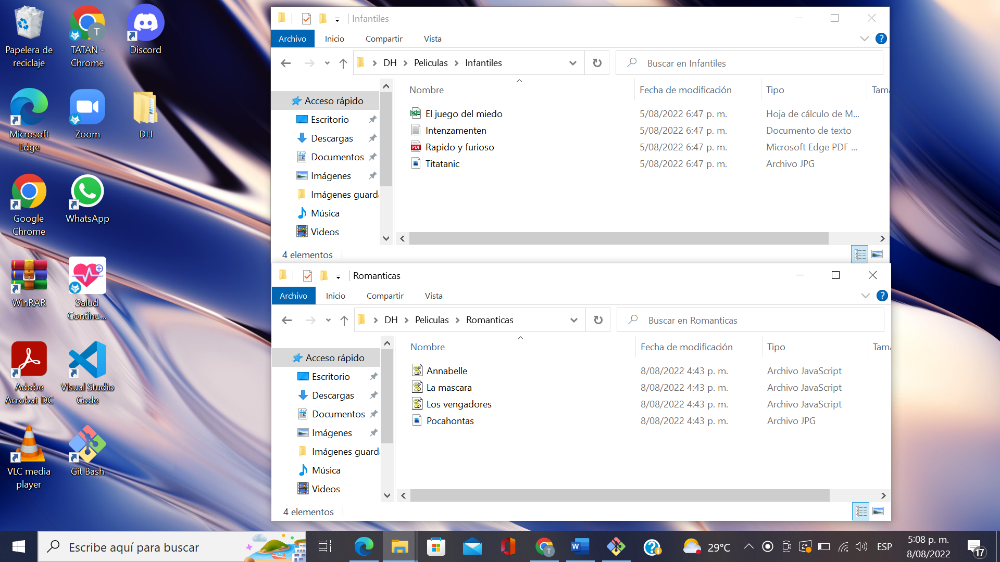 Papelera de
reciclaje
TATAN -
Chrome
T
Discord
Microsoft
Edge
Zoom
DH
Google
Chrome
WhatsApp
WinRAR
Salud
Continu...
Adobe
Acrobat DC
Visual Studio
Code
VLC media
player
Git Bash
Infantiles
Archivo Inicio Compartir Vista
?
DH Peliculas Infantiles
Buscar en Infantiles
Nombre Fecha de modificación Tipo Tama
Acceso rápido
Escritorio
Descargas
Documentos
Imágenes
Imágenes guarda
Música
Videos
El juego del miedo 5/08/2022 6:47 p. m. Hoja de cálculo de M...
Intenzamenten 5/08/2022 6:47 p. m. Documento de texto
PDF Rapido y furioso 5/08/2022 6:47 p. m. Microsoft Edge PDF ...
Titatanic 5/08/2022 6:47 p. m. Archivo JPG
4 elementos
Romanticas
Archivo Inicio Compartir Vista
?
DH Peliculas Romanticas
Buscar en Romanticas
Nombre Fecha de modificación Tipo Tama
Acceso rápido
Escritorio
Descargas
Documentos
Imágenes
Imágenes guarda
Música
Videos
Annabelle 8/08/2022 4:43 p. m. Archivo JavaScript
La mascara 8/08/2022 4:43 p. m. Archivo JavaScript
Los vengadores 8/08/2022 4:43 p. m. Archivo JavaScript
Pocahontas 8/08/2022 4:43 p. m. Archivo JPG
4 elementos
Escribe aquí para buscar
T
W
?
29°C
ESP
5:08 p. m.
8/08/2022
17